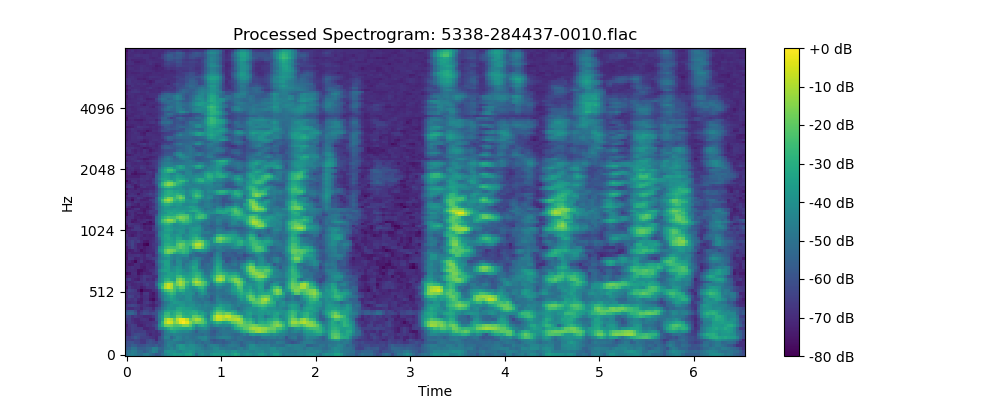 Processed Spectrogram: 5338-284437-0010.flac
Hz
4096
2048
1024
512
0
0 1 2 3 4 5 6
Time
+0 dB
-10 dB
-20 dB
-30 dB
-40 dB
-50 dB
-60 dB
-70 dB
-80 dB